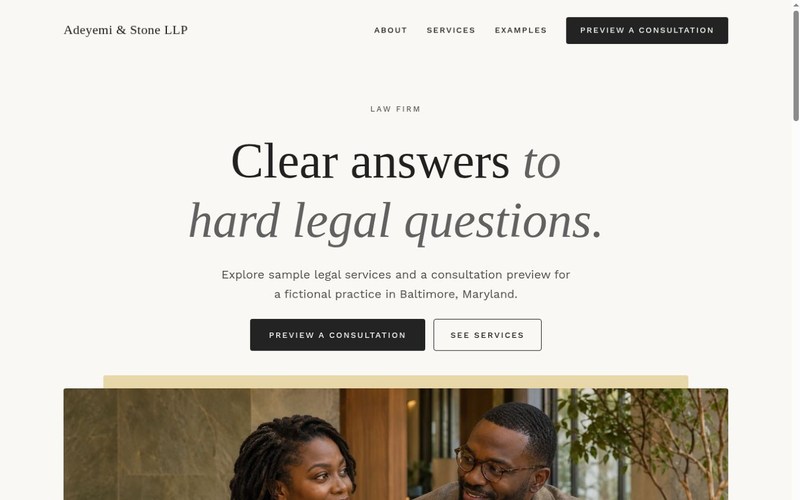 Adeyemi & Stone LLP
ABOUT SERVICES EXAMPLES PREVIEW A CONSULTATION
LAW FIRM
Clear answers to
hard legal questions.
Explore sample legal services and a consultation preview for
a fictional practice in Baltimore, Maryland.
PREVIEW A CONSULTATION SEE SERVICES